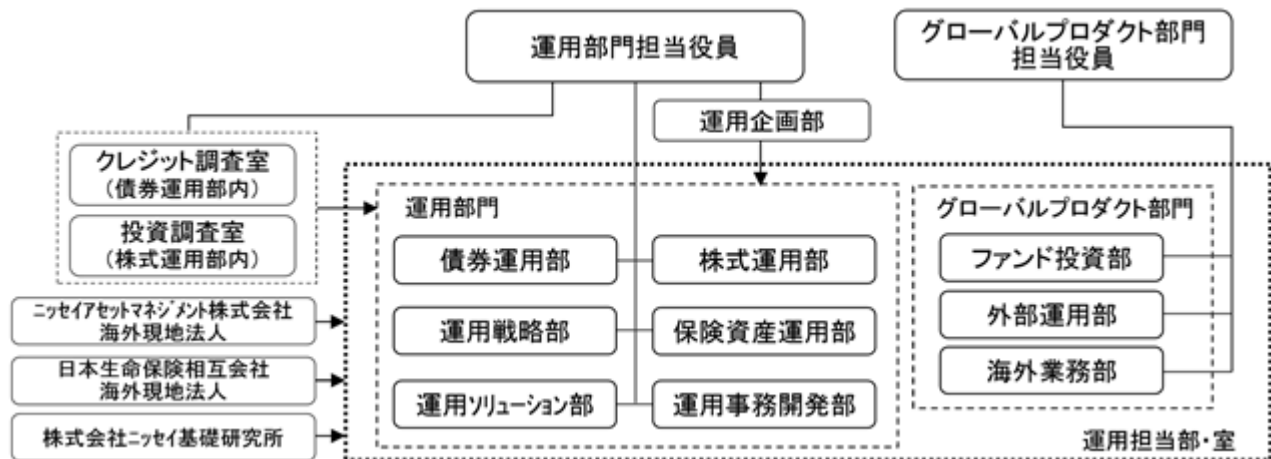 運用部門担当役員
グローバルプロダクト部門
担当役員
運用企画部
クレジット調査室
(債券運用部内)
投資調査室
(株式運用部内)
ニッセイアセットマネジメント株式会社
海外現地法人
日本生命保険相互会社
海外現地法人
株式会社ニッセイ基礎研究所
運用部門
債券運用部
株式運用部
運用戦略部
保険資産運用部
運用ソリューション部
運用事務開発部
グローバルプロダクト部門
ファンド投資部
外部運用部
海外業務部
運用担当部・室